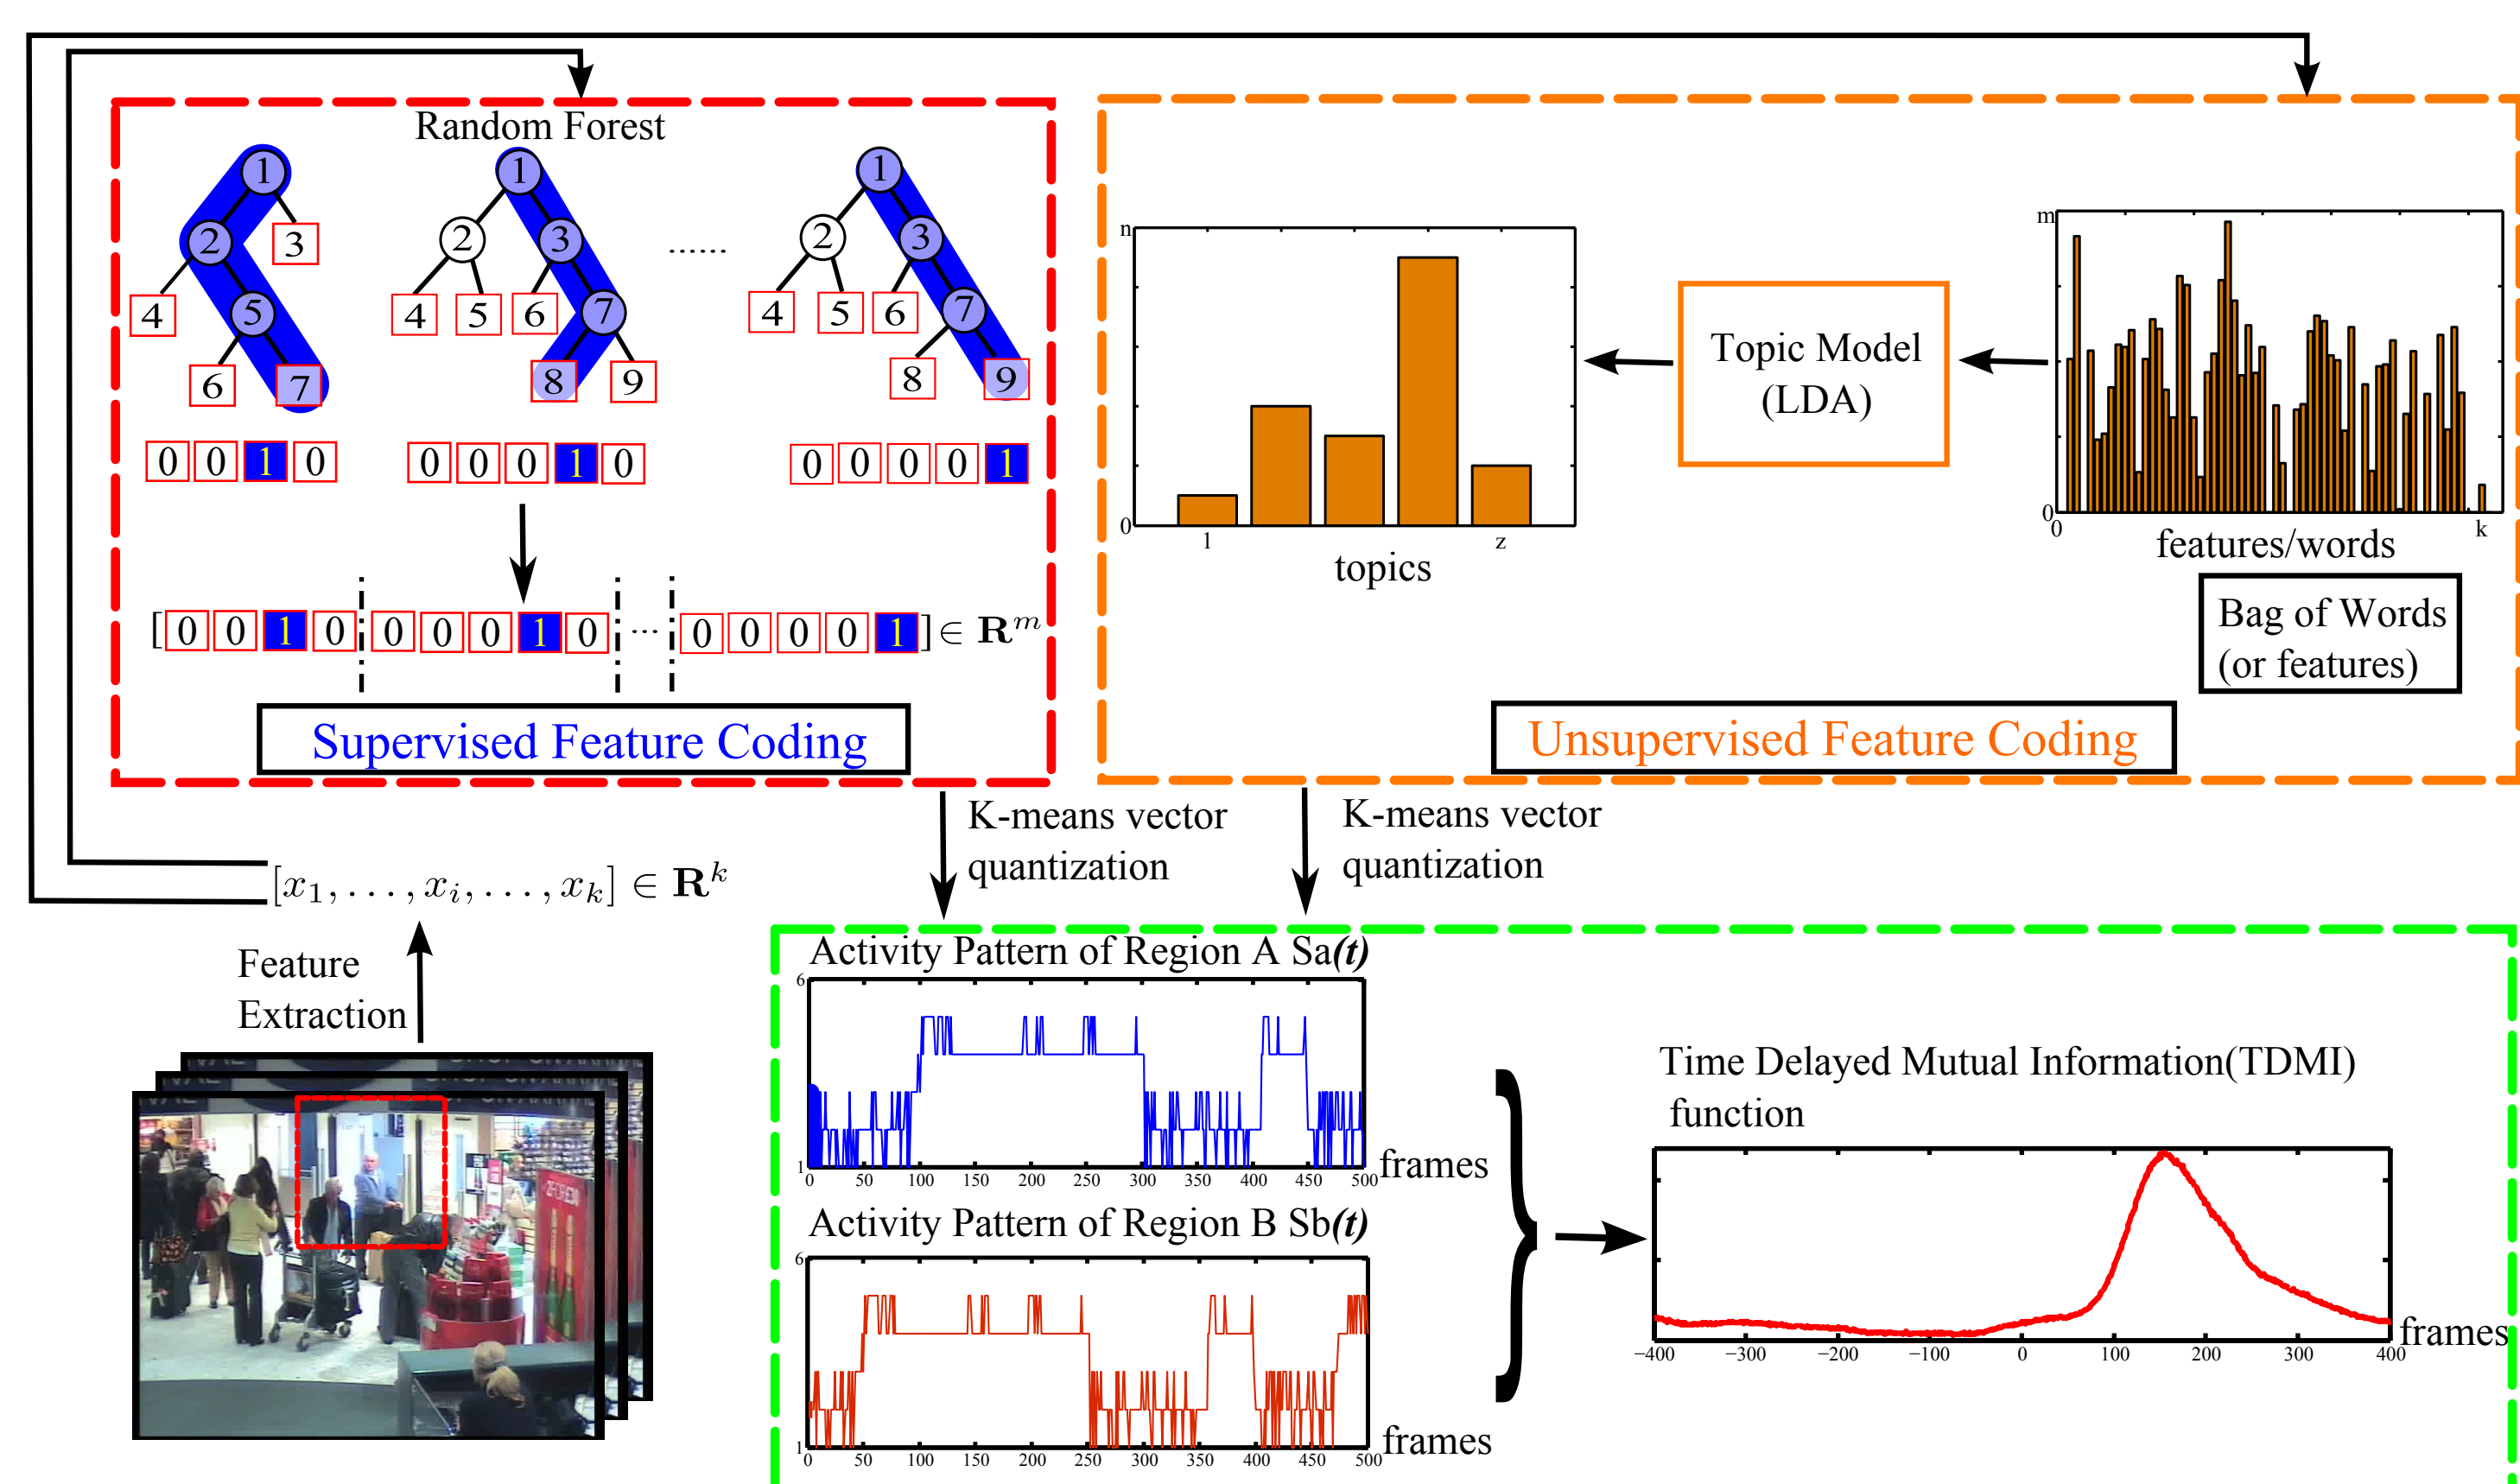 Random Forest
1 1 1
2 3 2 3 ...... 2 3
4 5 4 5 6 7 4 5 6 7
6 7 8 9 8 9
0 0 1 0 0 0 0 1 0 0 0 0 0 1
[ 0 0 1 0 0 0 0 1 0 ... 0 0 0 0 1 ] ∈ R^m
Supervised Feature Coding
n
0
1 z
topics
Topic Model
(LDA)
m
0
0 k
features/words
Bag of Words
(or features)
Unsupervised Feature Coding
K-means vector
quantization
K-means vector
quantization
[x_1, . . . , x_i, . . . , x_k] ∈ R^k
Feature
Extraction
Activity Pattern of Region A Sa(t)
6
1
0 50 100 150 200 250 300 350 400 450 500
frames
Activity Pattern of Region B Sb(t)
6
1
0 50 100 150 200 250 300 350 400 450 500
frames
Time Delayed Mutual Information(TDMI)
function
−400 −300 −200 −100 0 100 200 300 400
frames